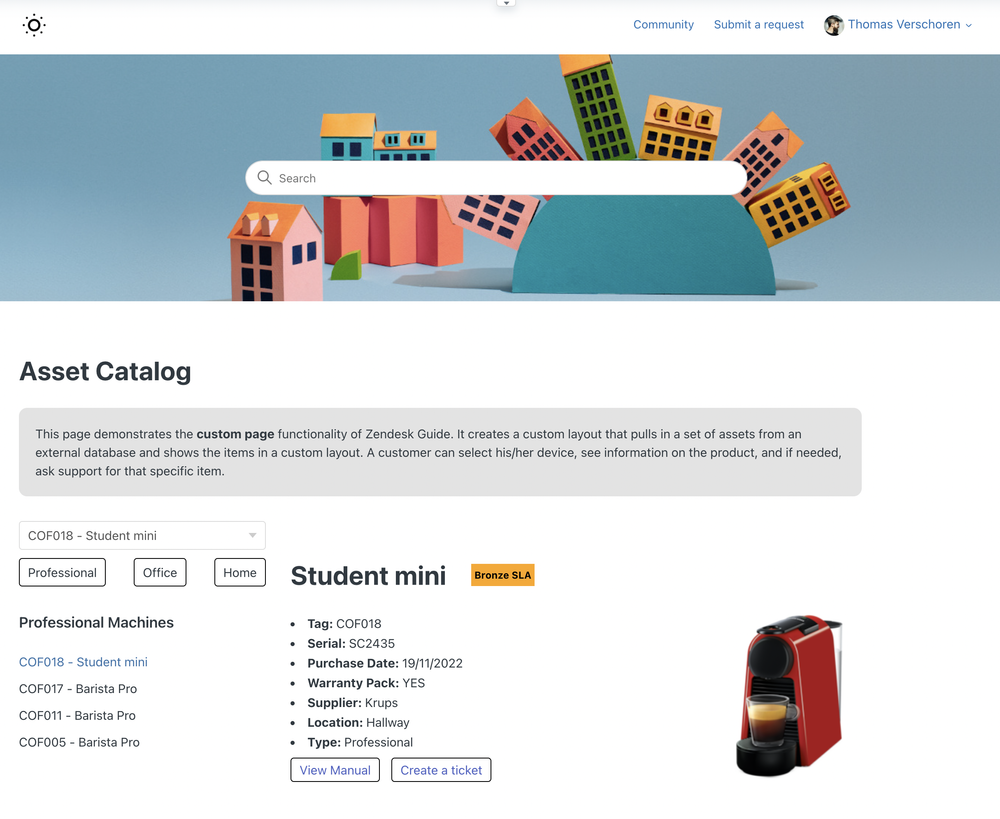 Community Submit a request Thomas Verschoren
Search
Asset Catalog
This page demonstrates the custom page functionality of Zendesk Guide. It creates a custom layout that pulls in a set of assets from an
external database and shows the items in a custom layout. A customer can select his/her device, see information on the product, and if needed,
ask support for that specific item.
COF018 - Student mini
Professional Office Home
Professional Machines
COF018 - Student mini
COF017 - Barista Pro
COF011 - Barista Pro
COF005 - Barista Pro
Student mini Bronze SLA
Tag: COF018
Serial: SC2435
Purchase Date: 19/11/2022
Warranty Pack: YES
Supplier: Krups
Location: Hallway
Type: Professional
View Manual Create a ticket